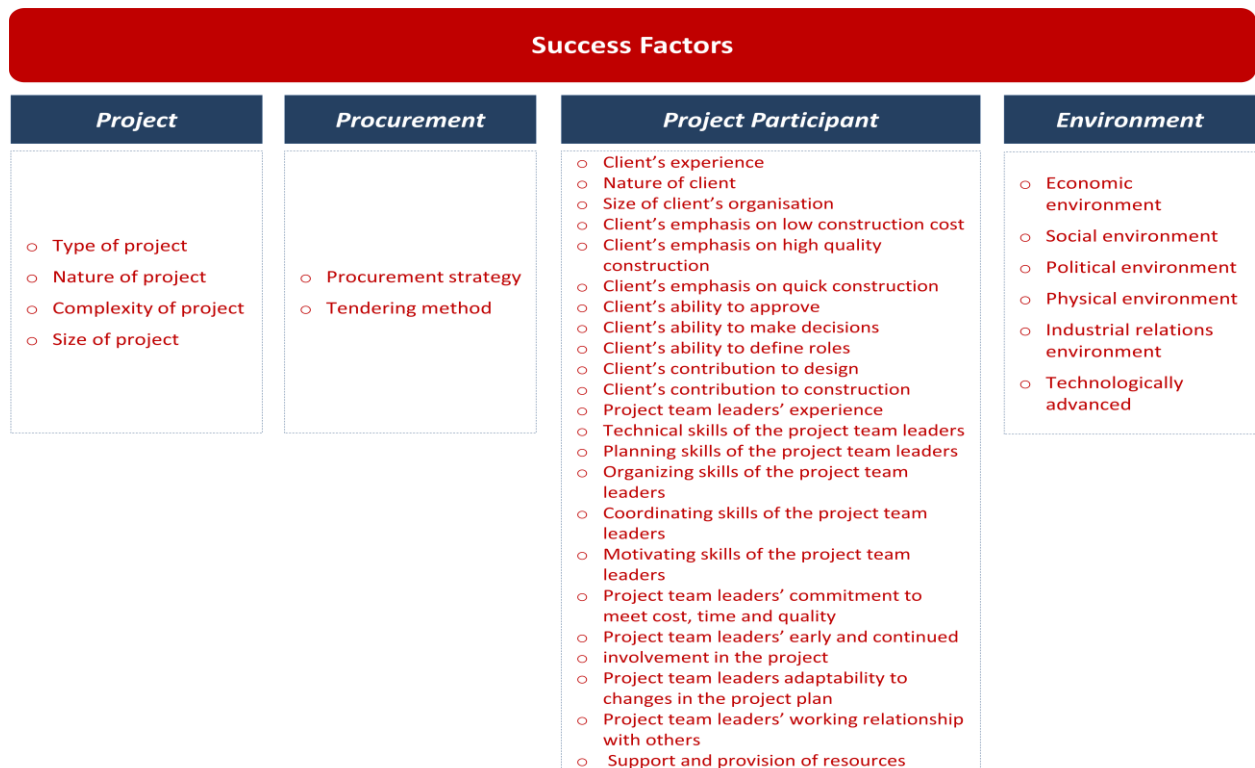 Success Factors
Project
○ Type of project
○ Nature of project
○ Complexity of project
○ Size of project
Procurement
○ Procurement strategy
○ Tendering method
Project Participant
○ Client’s experience
○ Nature of client
○ Size of client’s organisation
○ Client’s emphasis on low construction cost
○ Client’s emphasis on high quality
construction
○ Client’s emphasis on quick construction
○ Client’s ability to approve
○ Client’s ability to make decisions
○ Client’s ability to define roles
○ Client’s contribution to design
○ Client’s contribution to construction
○ Project team leaders’ experience
○ Technical skills of the project team leaders
○ Planning skills of the project team leaders
○ Organizing skills of the project team
leaders
○ Coordinating skills of the project team
leaders
○ Motivating skills of the project team
leaders
○ Project team leaders’ commitment to
meet cost, time and quality
○ Project team leaders’ early and continued
○ involvement in the project
○ Project team leaders adaptability to
changes in the project plan
○ Project team leaders’ working relationship
with others
○ Support and provision of resources
Environment
○ Economic
environment
○ Social environment
○ Political environment
○ Physical environment
○ Industrial relations
environment
○ Technologically
advanced